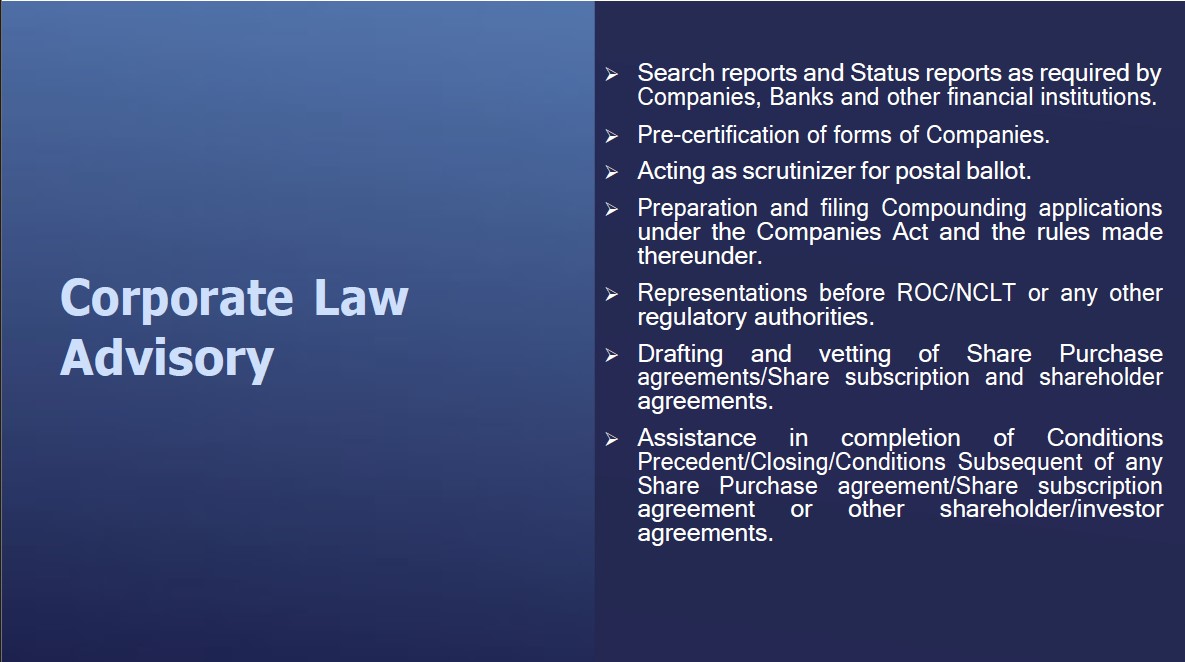 Corporate Law
Advisory
Search reports and Status reports as required by
Companies, Banks and other financial institutions.
Pre-certification of forms of Companies.
Acting as scrutinizer for postal ballot.
Preparation and filing Compounding applications
under the Companies Act and the rules made
thereunder.
Representations before ROC/NCLT or any other
regulatory authorities.
Drafting and vetting of Share Purchase
agreements/Share subscription and shareholder
agreements.
Assistance in completion of Conditions
Precedent/Closing/Conditions Subsequent of any
Share Purchase agreement/Share subscription
agreement or other shareholder/investor
agreements.